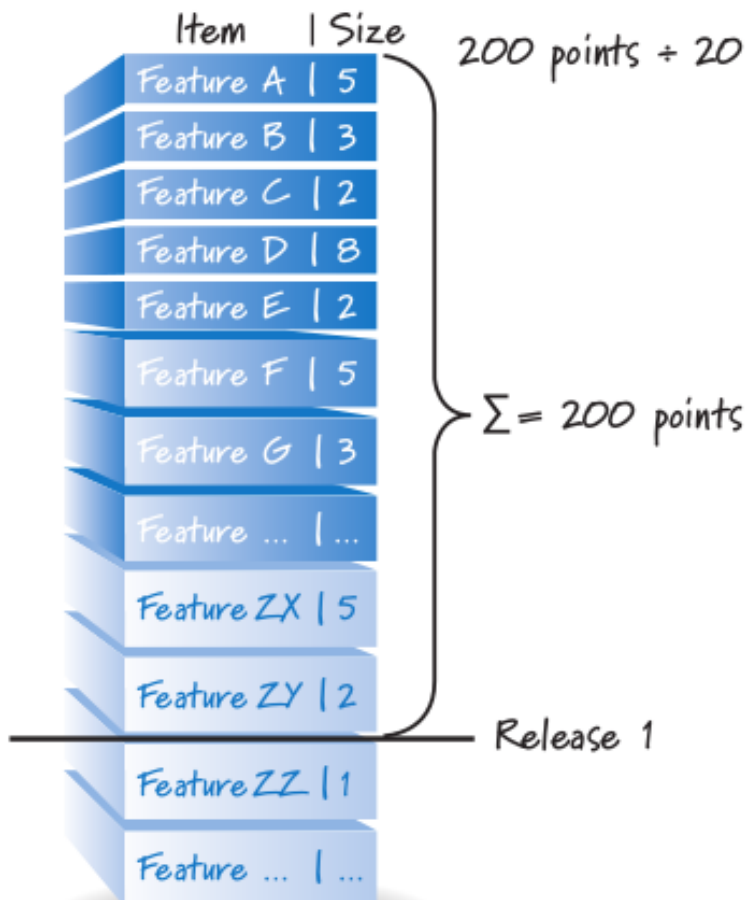 Item | Size
200 points ÷ 20
Feature A | 5
Feature B | 3
Feature C | 2
Feature D | 8
Feature E | 2
Feature F | 5
Σ = 200 points
Feature G | 3
Feature ... | ...
Feature ZX | 5
Feature ZY | 2
Release 1
Feature ZZ | 1
Feature ... | ...